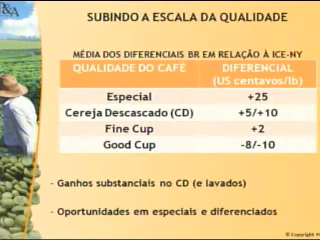 P&A
SUBINDO A ESCALA DA QUALIDADE
MÉDIA DOS DIFERENCIAIS BR EM RELAÇÃO À ICE-NY
QUALIDADE DO CAFÉ DIFERENCIAL
(US centavos/lb)
Especial +25
Cereja Descascado (CD) +5/+10
Fine Cup +2
Good Cup -8/-10
- Ganhos substanciais no CD (e lavados)
- Oportunidades em especiais e diferenciados
© Copyright